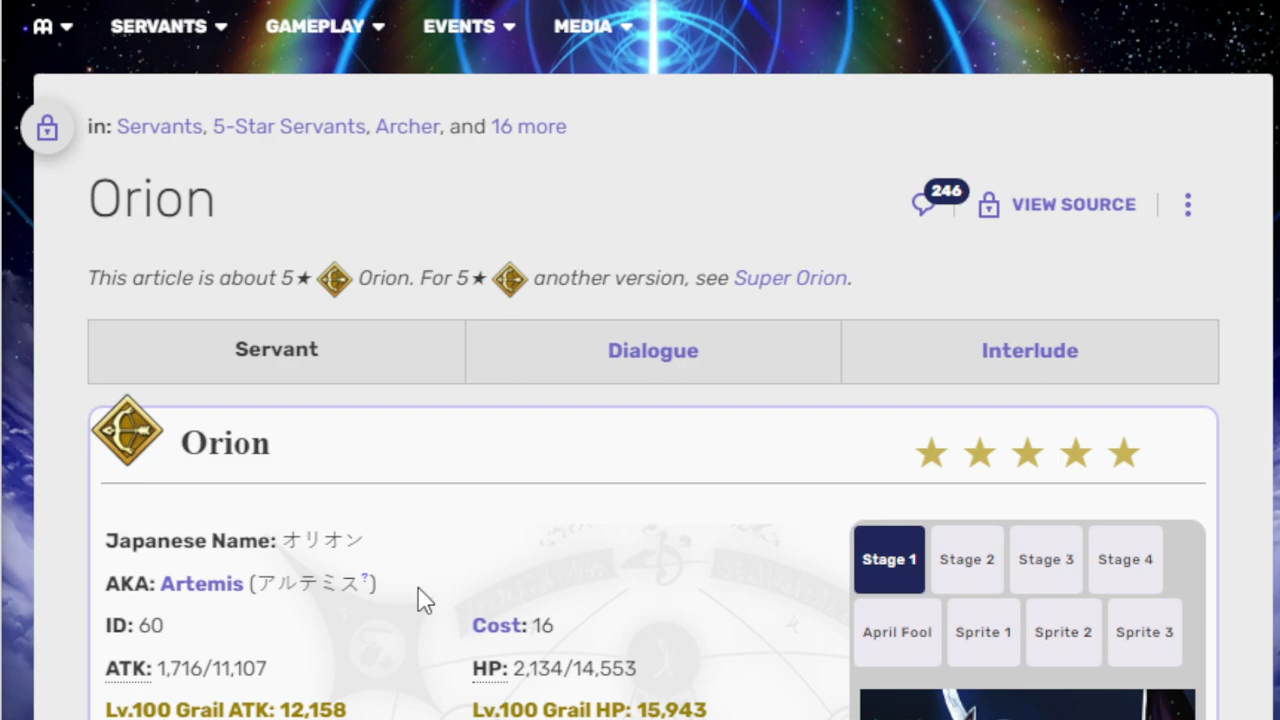 SERVANTS GAMEPLAY EVENTS MEDIA
in: Servants, 5-Star Servants, Archer, and 16 more
Orion
246
VIEW SOURCE
This article is about 5★ Orion. For 5★ another version, see Super Orion.
Servant Dialogue Interlude
Orion
★ ★ ★ ★ ★
Japanese Name: オリオン
AKA: Artemis (アルテミス?)
ID: 60
Cost: 16
ATK: 1,716/11,107
HP: 2,134/14,553
Lv.100 Grail ATK: 12,158
Lv.100 Grail HP: 15,943
Stage 1 Stage 2 Stage 3 Stage 4
April Fool Sprite 1 Sprite 2 Sprite 3